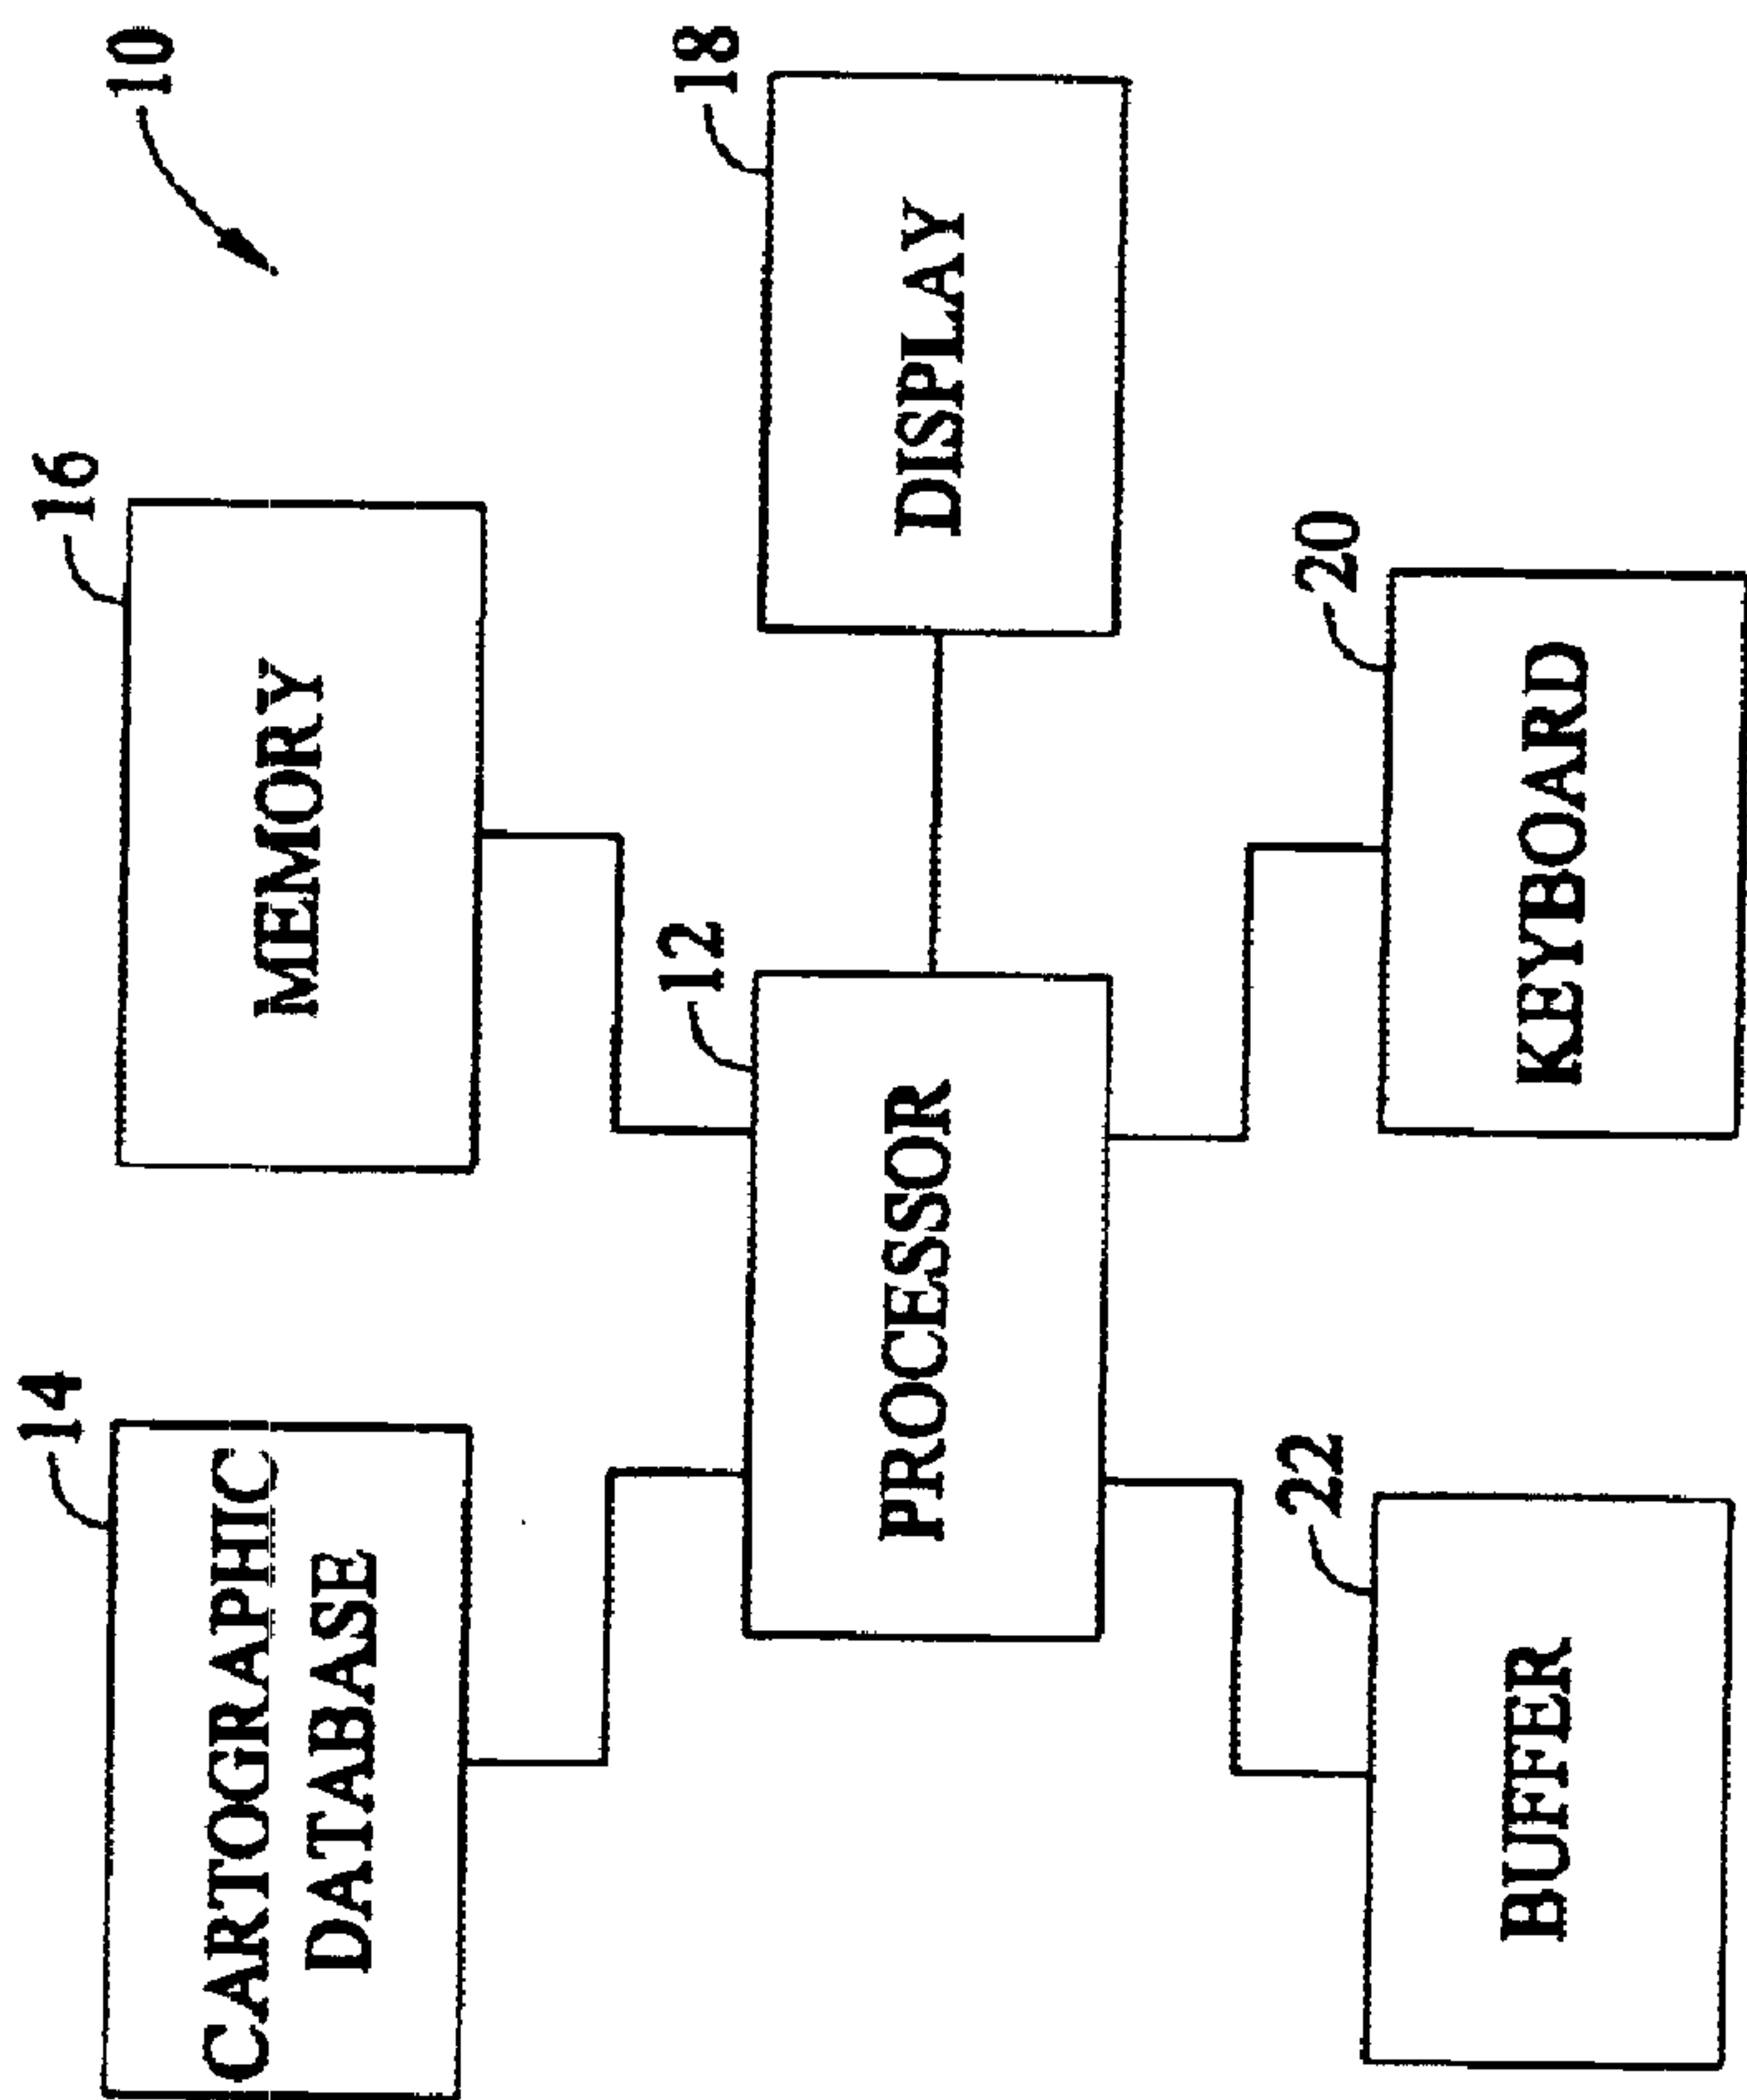 10
14
CARTOGRAPHIC
DATABASE
16
MEMORY
12
PROCESSOR
18
DISPLAY
22
BUFFER
20
KEYBOARD